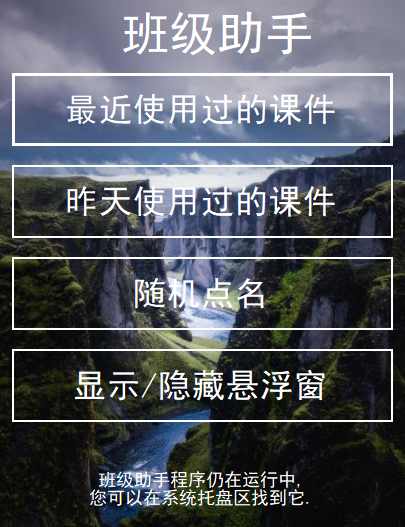 班级助手
最近使用过的课件
昨天使用过的课件
随机点名
显示/隐藏悬浮窗
班级助手程序仍在运行中,
您可以在系统托盘区找到它.